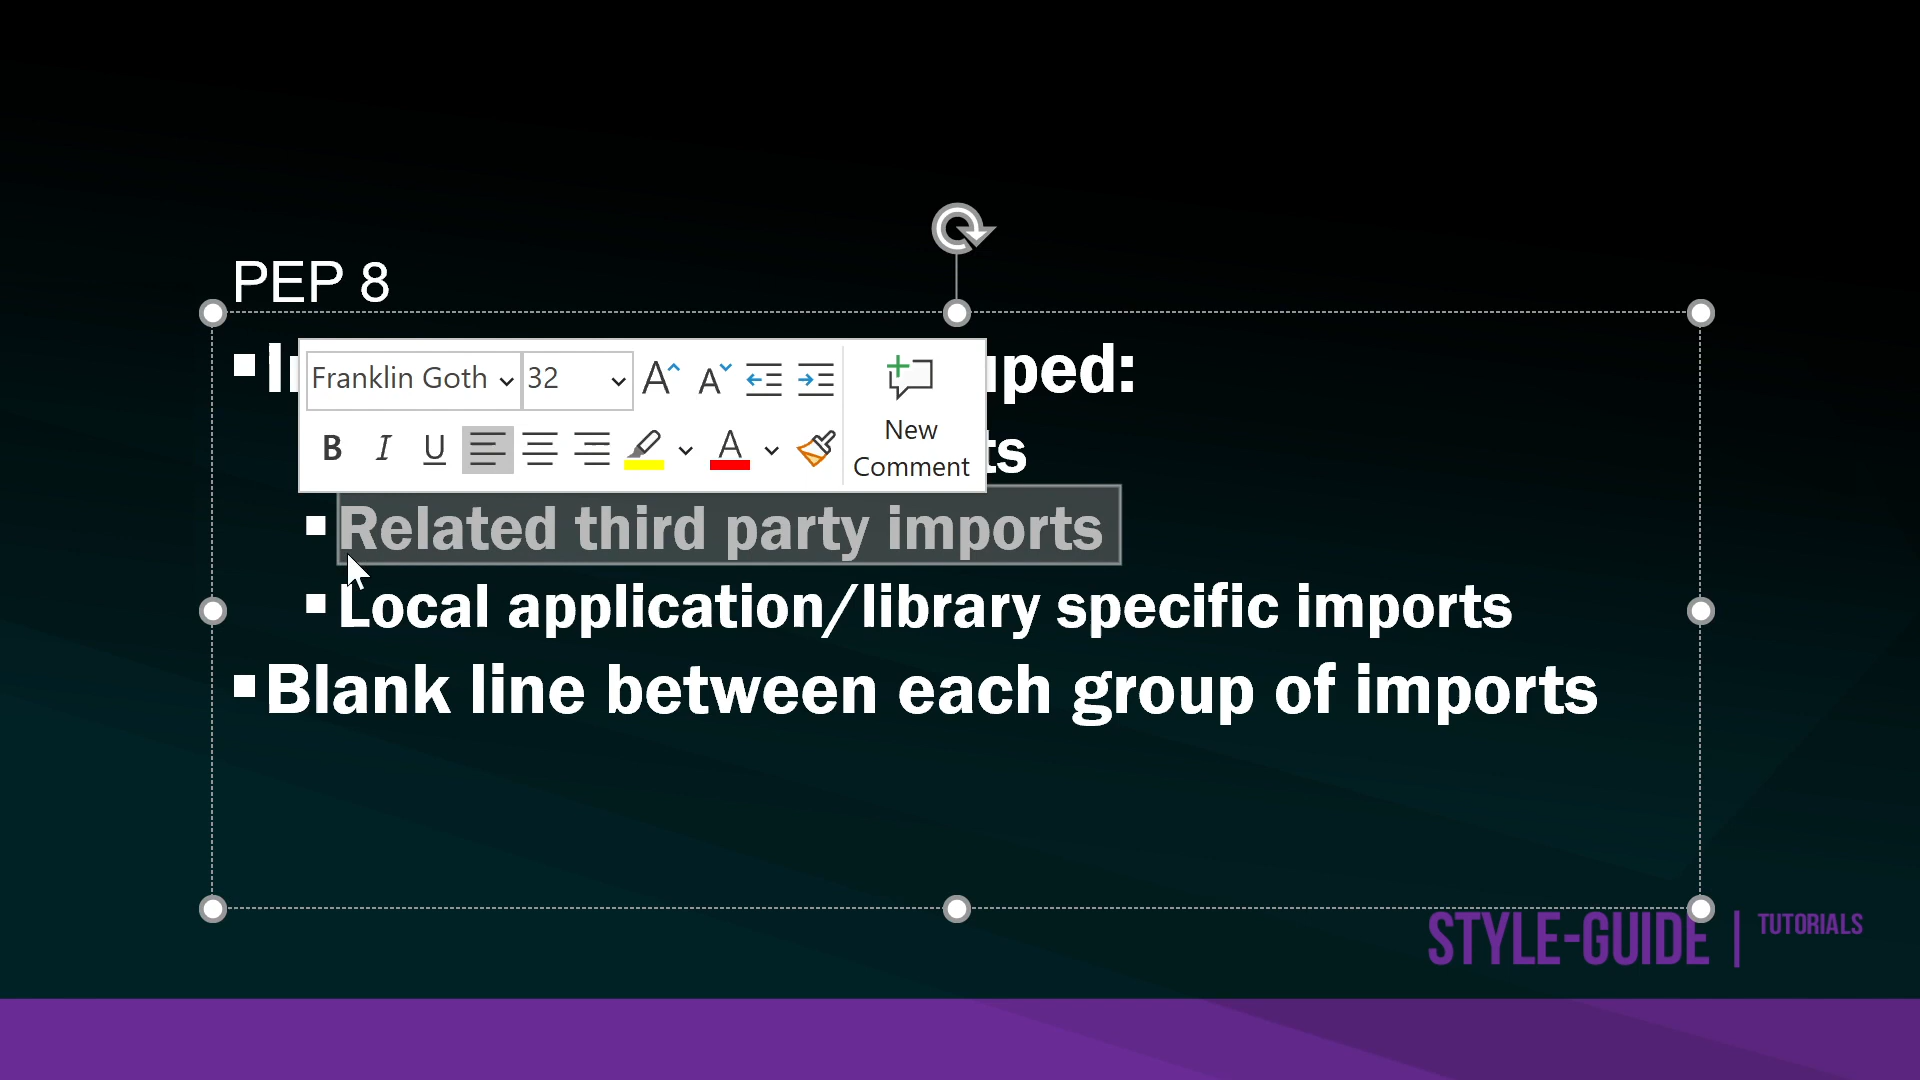 PEP 8
uped:
ts
Franklin Goth 32
B I U
New
Comment
Related third party imports
Local application/library specific imports
Blank line between each group of imports
STYLE-GUIDE | TUTORIALS